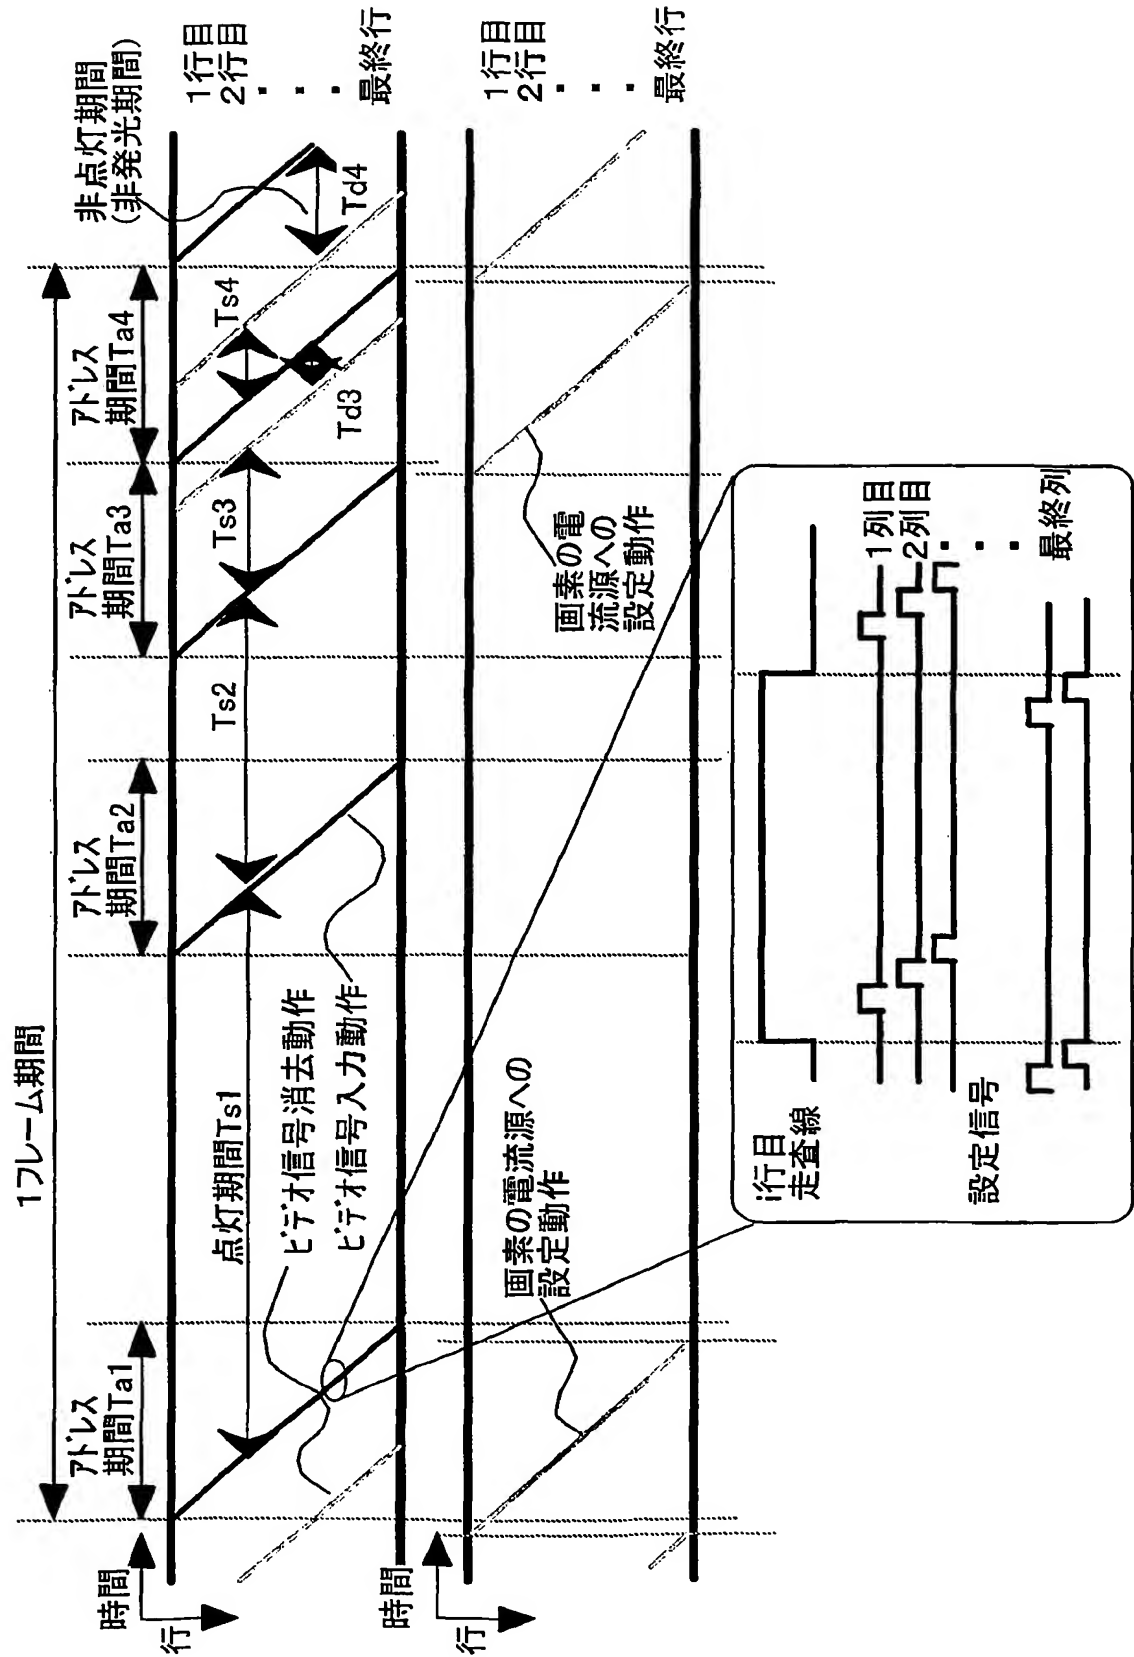 1フレーム期間
アドレス
期間Ta1
アドレス
期間Ta2
アドレス
期間Ta3
アドレス
期間Ta4
非点灯期間
(非発光期間)
時間
行
1行目
2行目
・
・
・
最終行
点灯期間Ts1
Ts2
Ts3
Ts4
Td3
Td4
ビデオ信号消去動作
ビデオ信号入力動作
時間
行
1行目
2行目
・
・
・
最終行
画素の電流源への
設定動作
画素の電
流源への
設定動作
i行目
走査線
設定信号
1列目
2列目
・
・
・
最終列